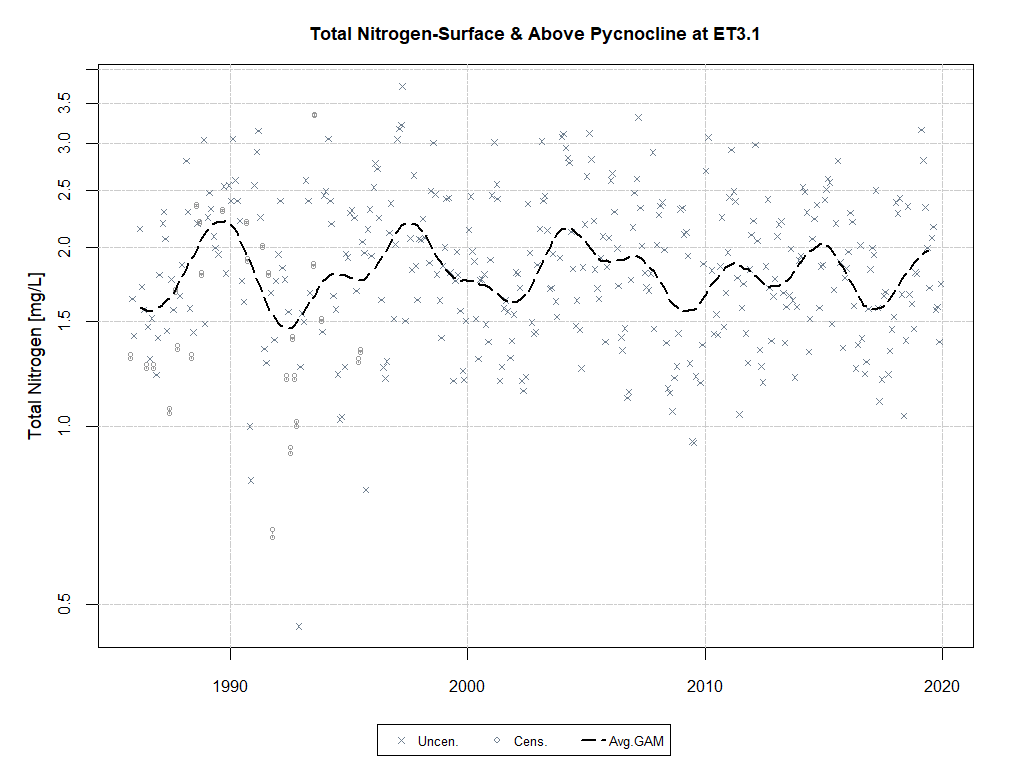 Total Nitrogen-Surface & Above Pycnocline at ET3.1
Total Nitrogen [mg/L]
3.5
3.0
2.5
2.0
1.5
1.0
0.5
1990 2000 2010 2020
Uncen. Cens. Avg.GAM